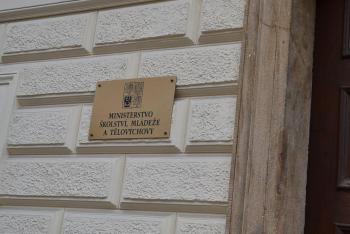 MINISTERSTVO
ŠKOLSTVÍ, MLÁDEŽE
A TĚLOVÝCHOVY